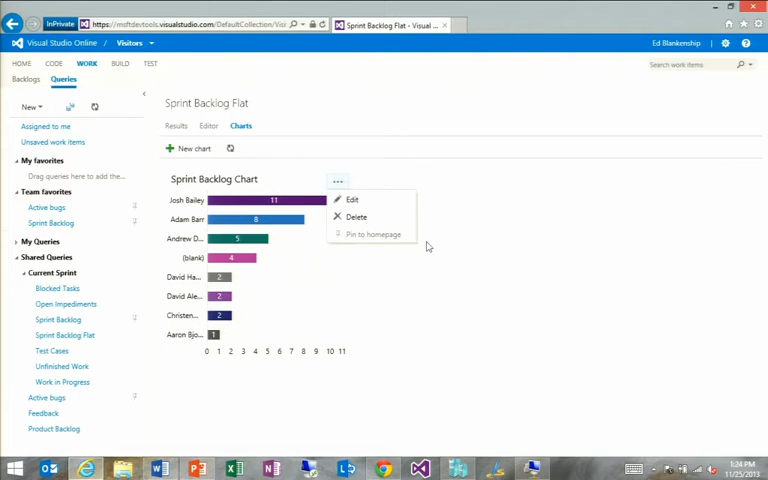 InPrivate
https://msftdevtools.visualstudio.com/DefaultCollection/Visi
Sprint Backlog Flat - Visual ...
Visual Studio Online
Visitors
Ed Blankenship
HOME CODE WORK BUILD TEST
Search work items
Backlogs Queries
New
Assigned to me
Unsaved work items
My favorites
Drag queries here to add the...
Team favorites
Active bugs
Sprint Backlog
My Queries
Shared Queries
Current Sprint
Blocked Tasks
Open Impediments
Sprint Backlog
Sprint Backlog Flat
Test Cases
Unfinished Work
Work in Progress
Active bugs
Feedback
Product Backlog
Sprint Backlog Flat
Results Editor Charts
New chart
Sprint Backlog Chart
...
Josh Bailey 11
Adam Barr 8
Andrew D... 5
(blank) 4
David Ha... 2
David Ale... 2
Christen... 2
Aaron Bjo... 1
0 1 2 3 4 5 6 7 8 9 10 11
Edit
Delete
Pin to homepage
1:24 PM
11/25/2013